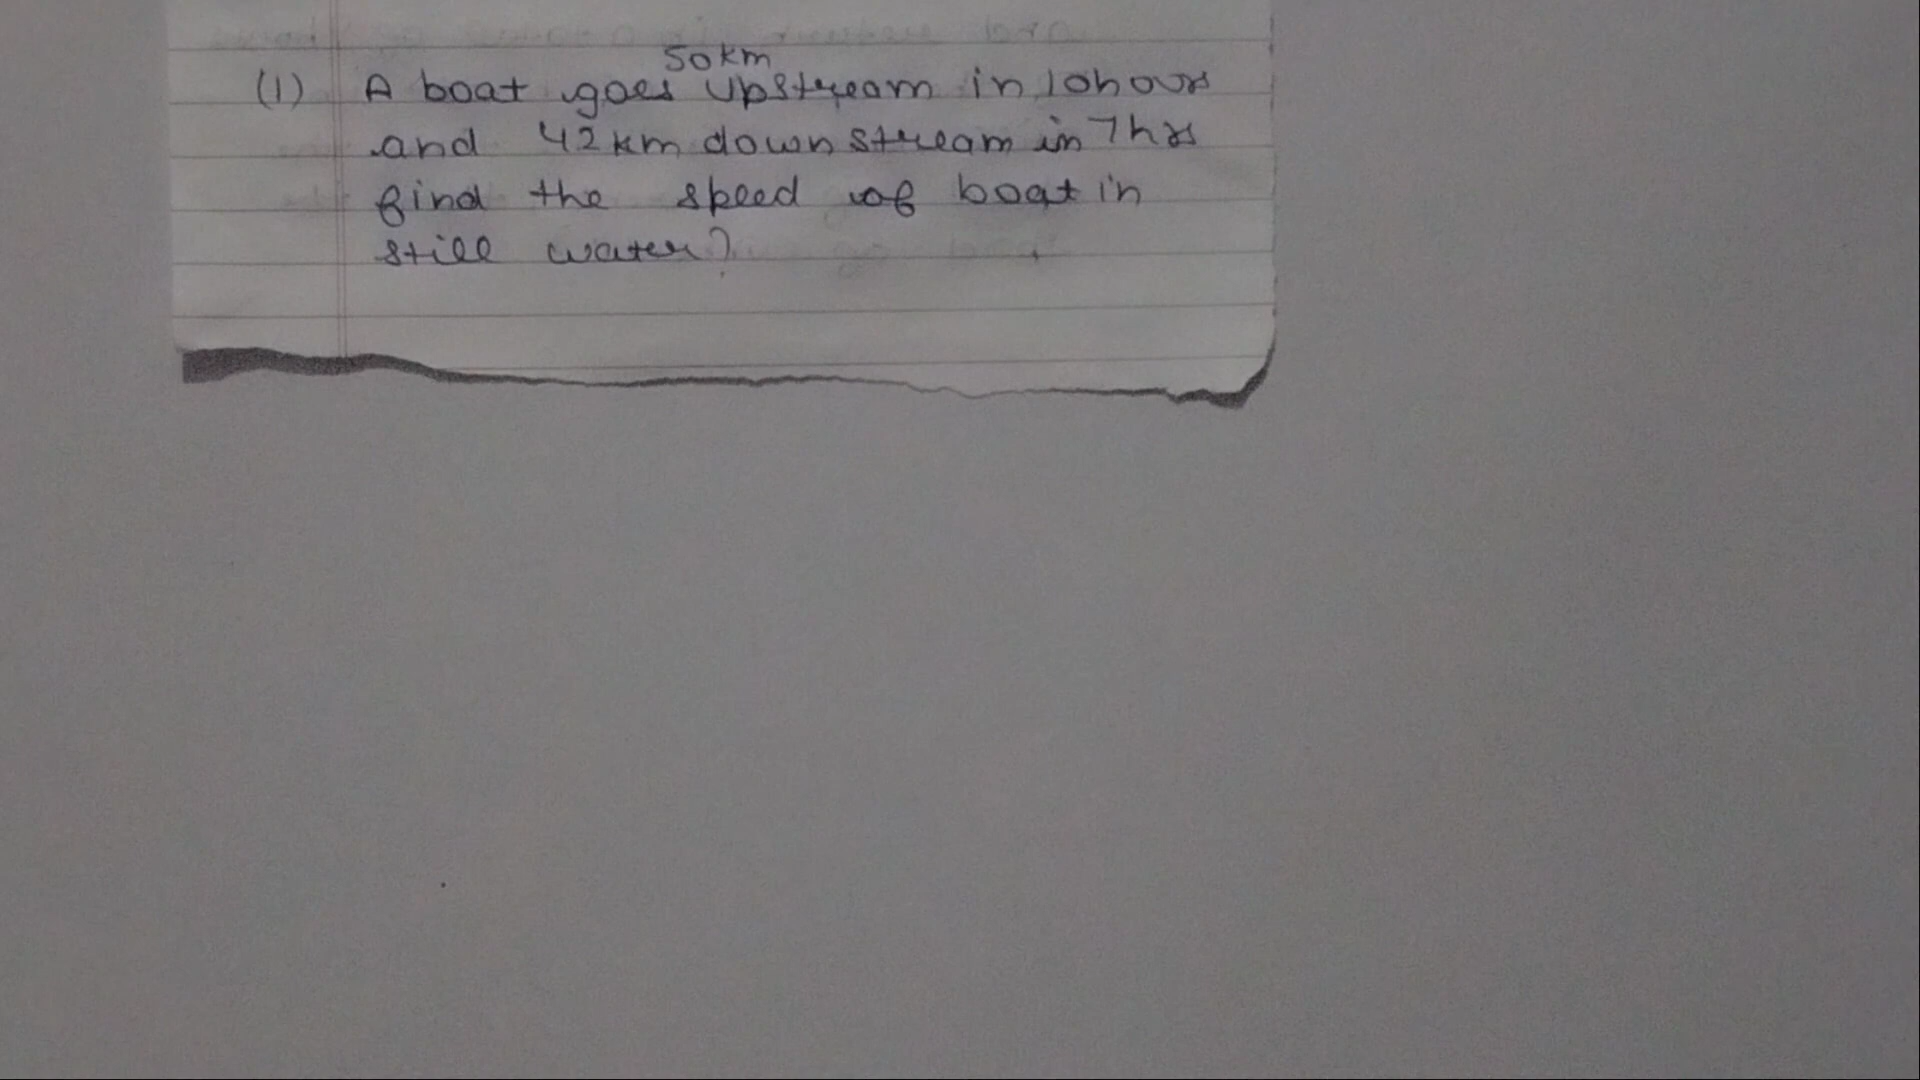 50km
(1) A boat goes upstream in 10hours
and 42km downstream in 7hrs
find the speed of boat in
still water?